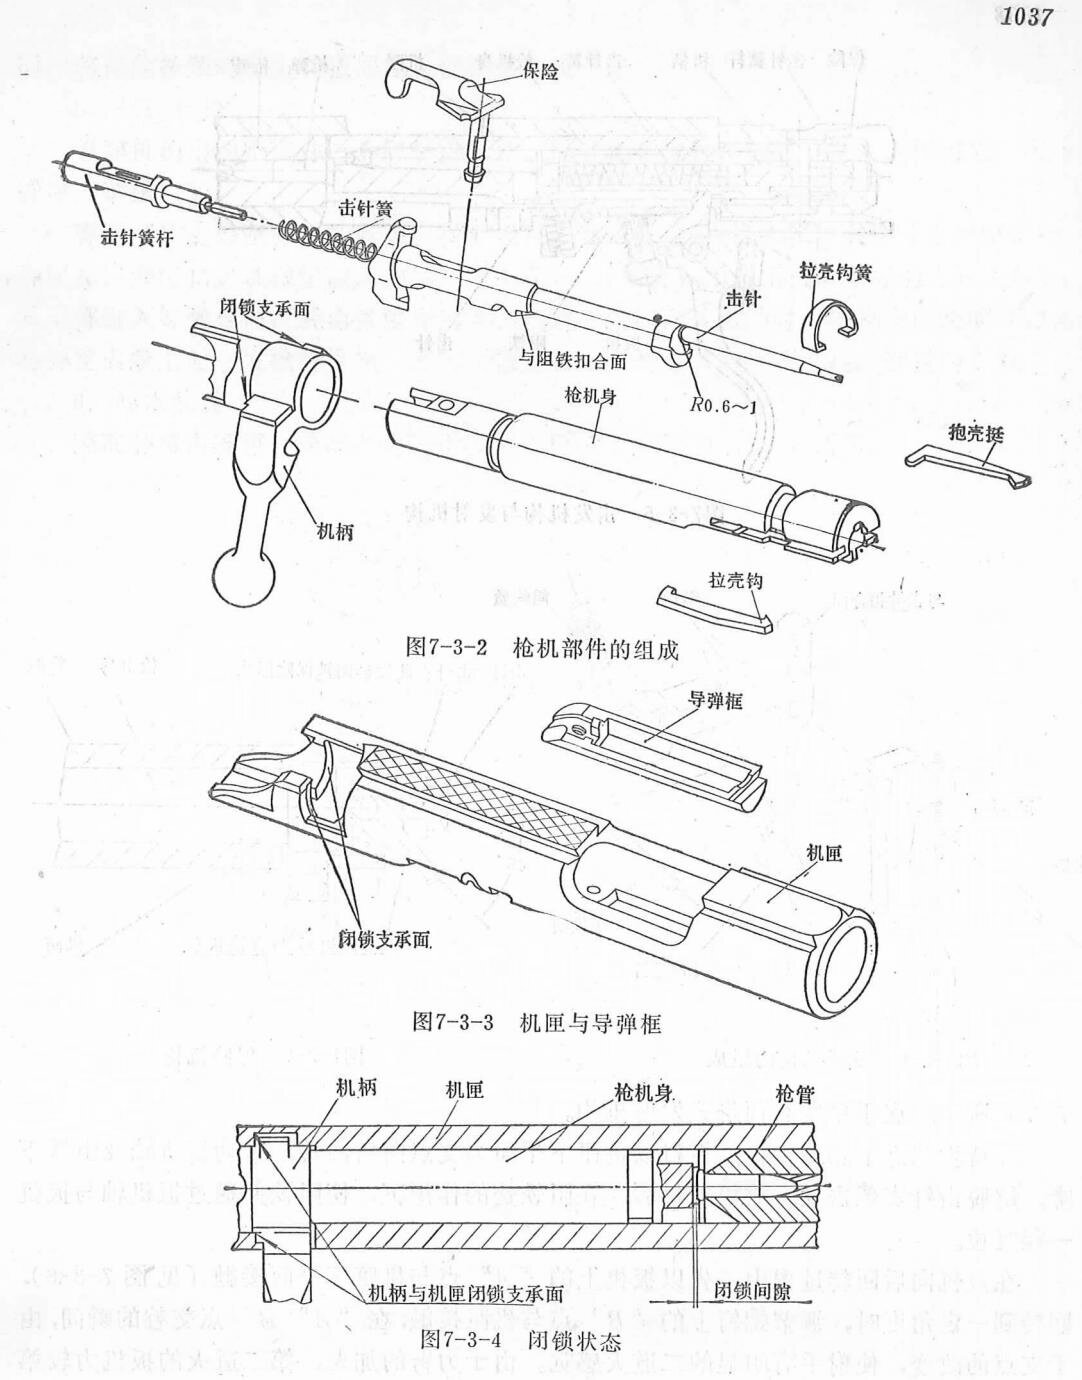 1037
保险
击针簧
击针簧杆
拉壳钩簧
击针
闭锁支承面
与阻铁扣合面
枪机身
R0.6～1
抱壳挺
机柄
拉壳钩
图7-3-2 枪机部件的组成
导弹框
机匣
闭锁支承面
图7-3-3 机匣与导弹框
机柄 机匣 枪机身 枪管
机柄与机匣闭锁支承面 闭锁间隙
图7-3-4 闭锁状态